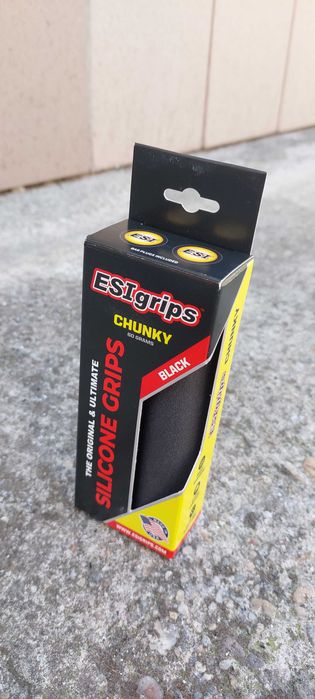 ESI
ESI
BAR PLUGS INCLUDED
ESIgrips
CHUNKY
60 GRAMS
BLACK
THE ORIGINAL & ULTIMATE
SILICONE GRIPS
WWW.ESIGRIPS.COM
ESIGRIPS CHUNKY